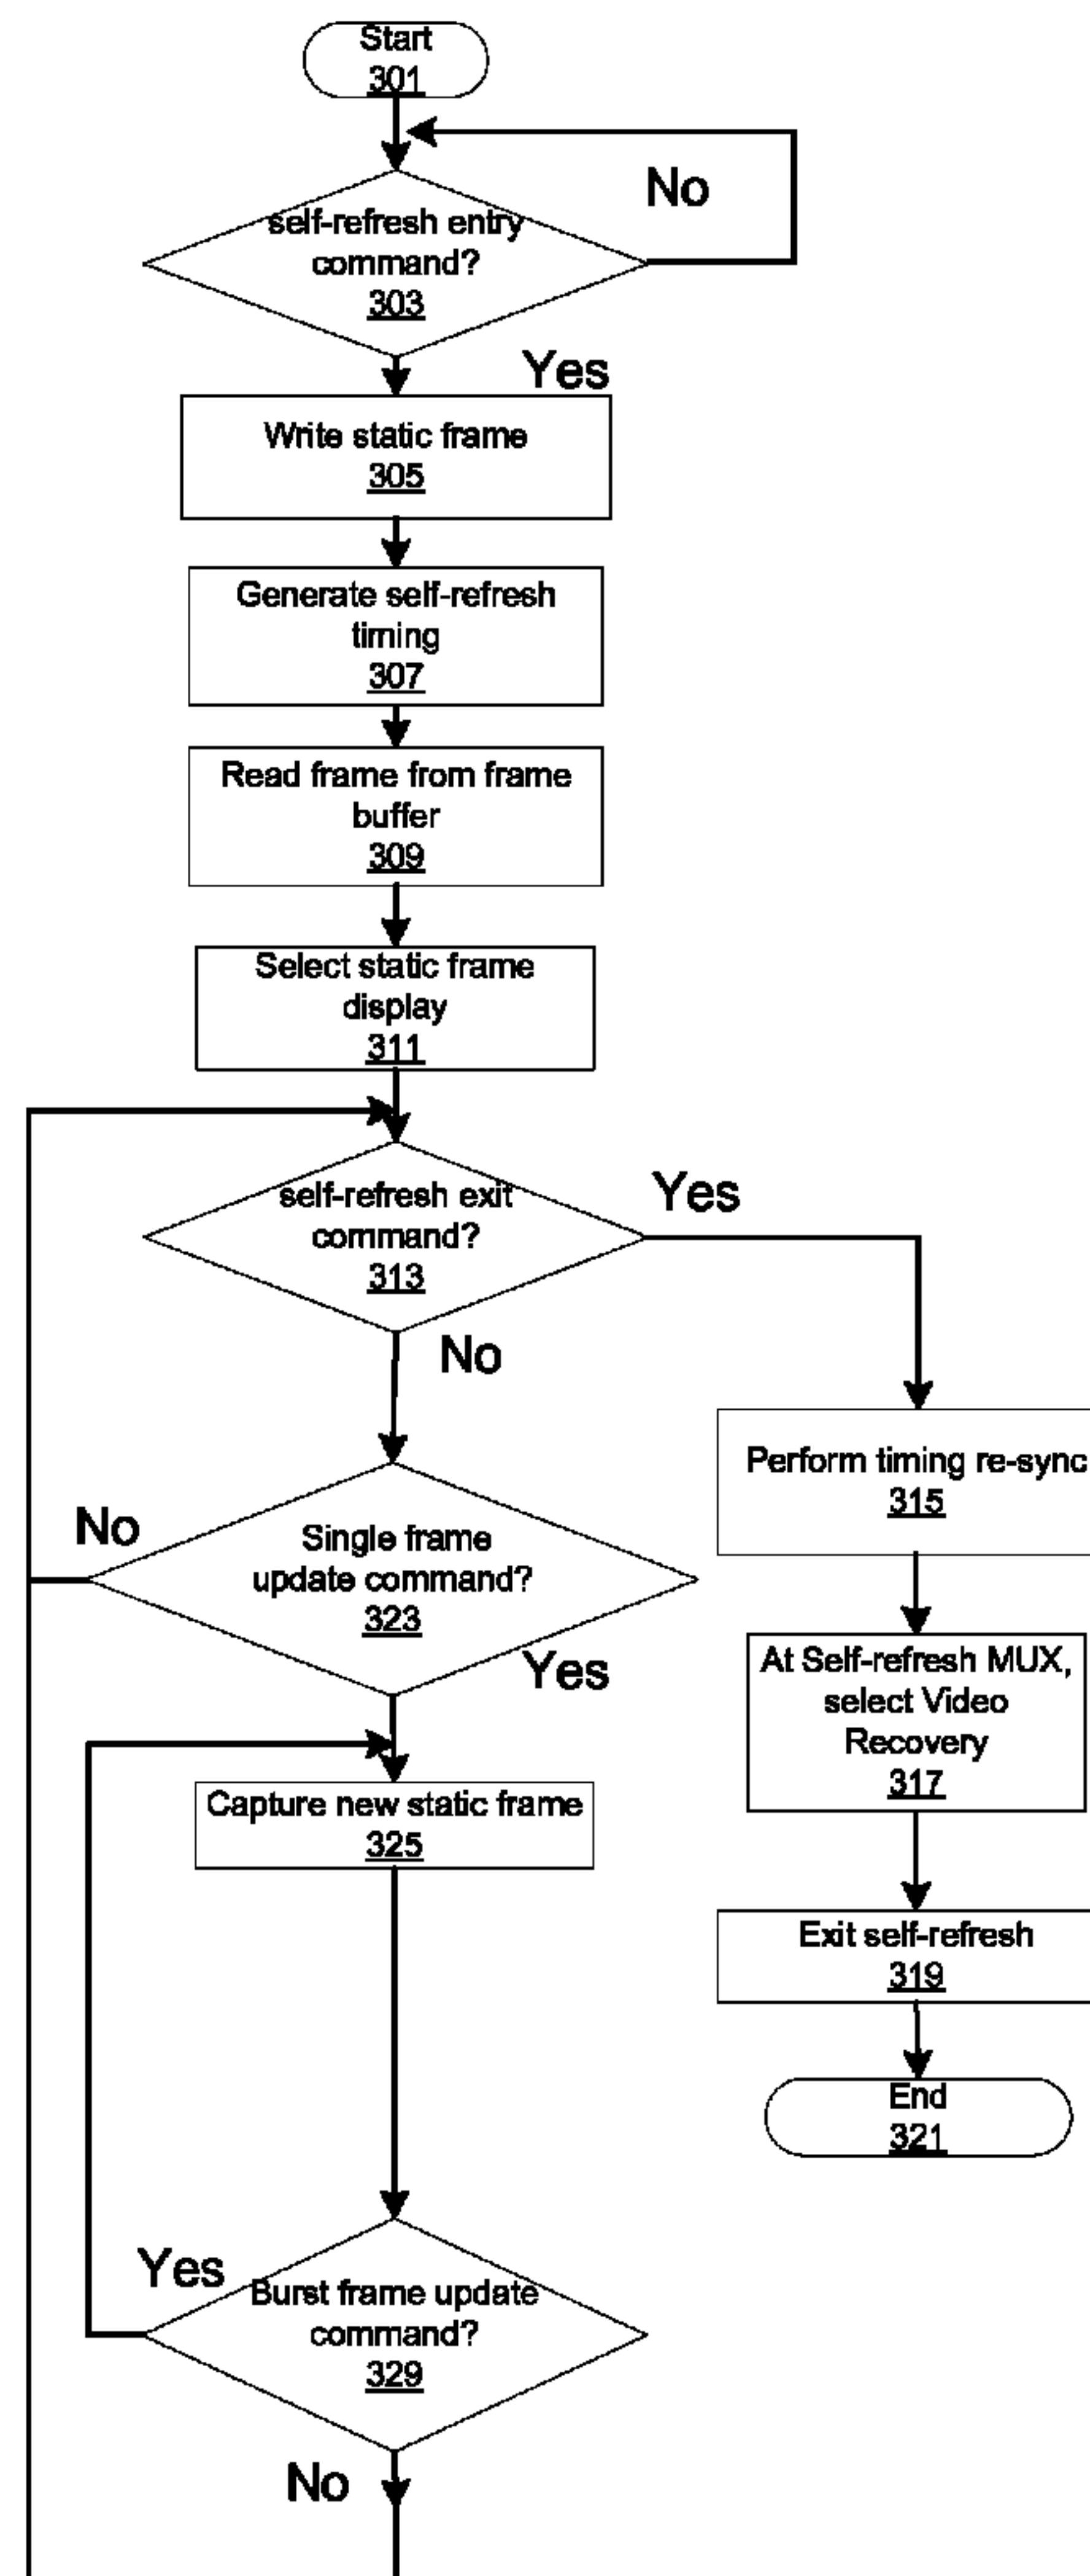 Start
301
No
self-refresh entry
command?
303
Yes
Write static frame
305
Generate self-refresh
timing
307
Read frame from frame
buffer
309
Select static frame
display
311
self-refresh exit
command?
313
Yes
No
Perform timing re-sync
315
No
Single frame
update command?
323
Yes
At Self-refresh MUX,
select Video
Recovery
317
Capture new static frame
325
Exit self-refresh
319
End
321
Yes
Burst frame update
command?
329
No